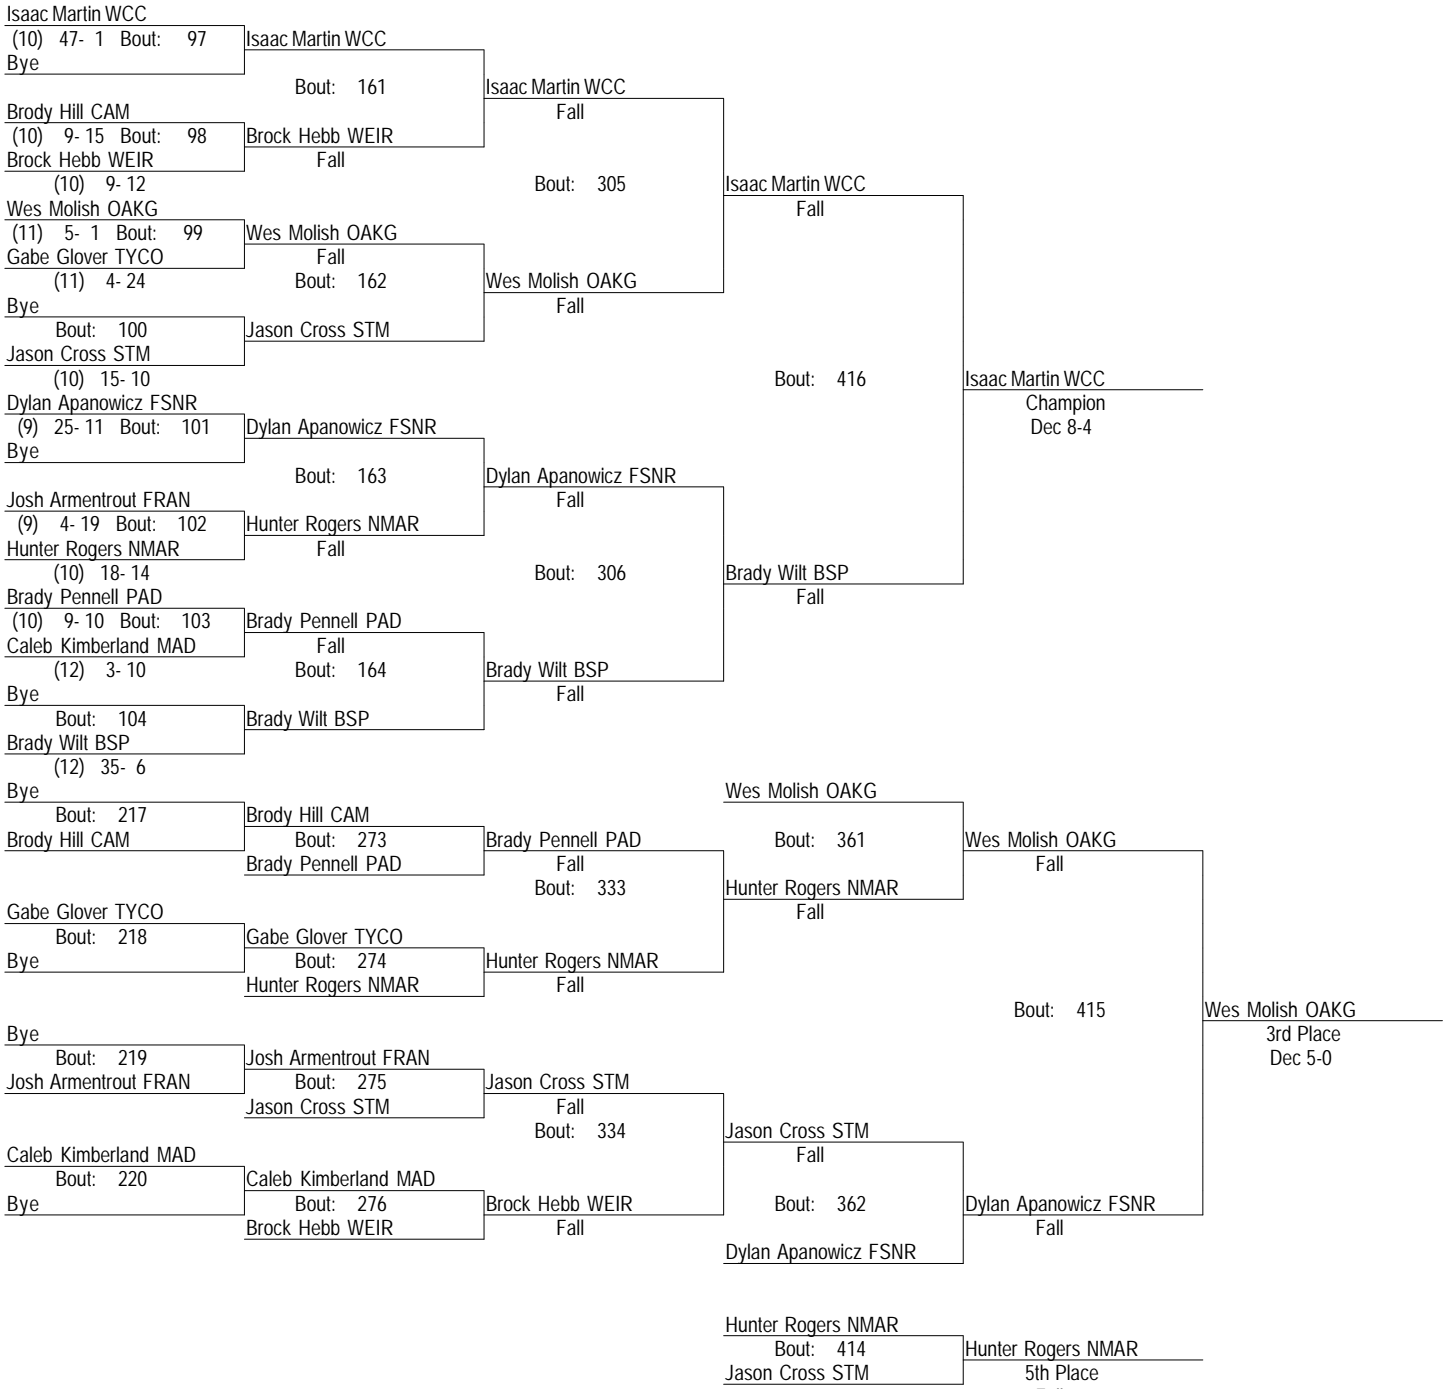 Isaac Martin WCC
(10) 47- 1 Bout: 97 Isaac Martin WCC
Bye
Bout: 161 Isaac Martin WCC
Brody Hill CAM Fall
(10) 9- 15 Bout: 98 Brock Hebb WEIR
Brock Hebb WEIR Fall
(10) 9- 12 Bout: 305 Isaac Martin WCC
Wes Molish OAKG Fall
(11) 5- 1 Bout: 99 Wes Molish OAKG
Gabe Glover TYCO Fall
(11) 4- 24 Bout: 162 Wes Molish OAKG
Bye Fall
Bout: 100 Jason Cross STM
Jason Cross STM
(10) 15- 10 Bout: 416 Isaac Martin WCC
Dylan Apanowicz FSNR Champion
(9) 25- 11 Bout: 101 Dylan Apanowicz FSNR Dec 8-4
Bye
Bout: 163 Dylan Apanowicz FSNR
Josh Armentrout FRAN Fall
(9) 4- 19 Bout: 102 Hunter Rogers NMAR
Hunter Rogers NMAR Fall
(10) 18- 14 Bout: 306 Brady Wilt BSP
Brady Pennell PAD Fall
(10) 9- 10 Bout: 103 Brady Pennell PAD
Caleb Kimberland MAD Fall
(12) 3- 10 Bout: 164 Brady Wilt BSP
Bye Fall
Bout: 104 Brady Wilt BSP
Brady Wilt BSP
(12) 35- 6
Bye Wes Molish OAKG
Bout: 217 Brody Hill CAM
Brody Hill CAM Bout: 273 Brady Pennell PAD Bout: 361 Wes Molish OAKG
Brady Pennell PAD Fall Fall
Bout: 333 Hunter Rogers NMAR
Gabe Glover TYCO Fall
Bout: 218 Gabe Glover TYCO
Bye Bout: 274 Hunter Rogers NMAR
Hunter Rogers NMAR Fall
Bout: 415 Wes Molish OAKG
Bye 3rd Place
Bout: 219 Josh Armentrout FRAN Dec 5-0
Josh Armentrout FRAN Bout: 275 Jason Cross STM
Jason Cross STM Fall
Bout: 334 Jason Cross STM
Caleb Kimberland MAD Fall
Bout: 220 Caleb Kimberland MAD
Bye Bout: 276 Brock Hebb WEIR Bout: 362 Dylan Apanowicz FSNR
Brock Hebb WEIR Fall Fall
Dylan Apanowicz FSNR
Hunter Rogers NMAR
Bout: 414 Hunter Rogers NMAR
Jason Cross STM 5th Place